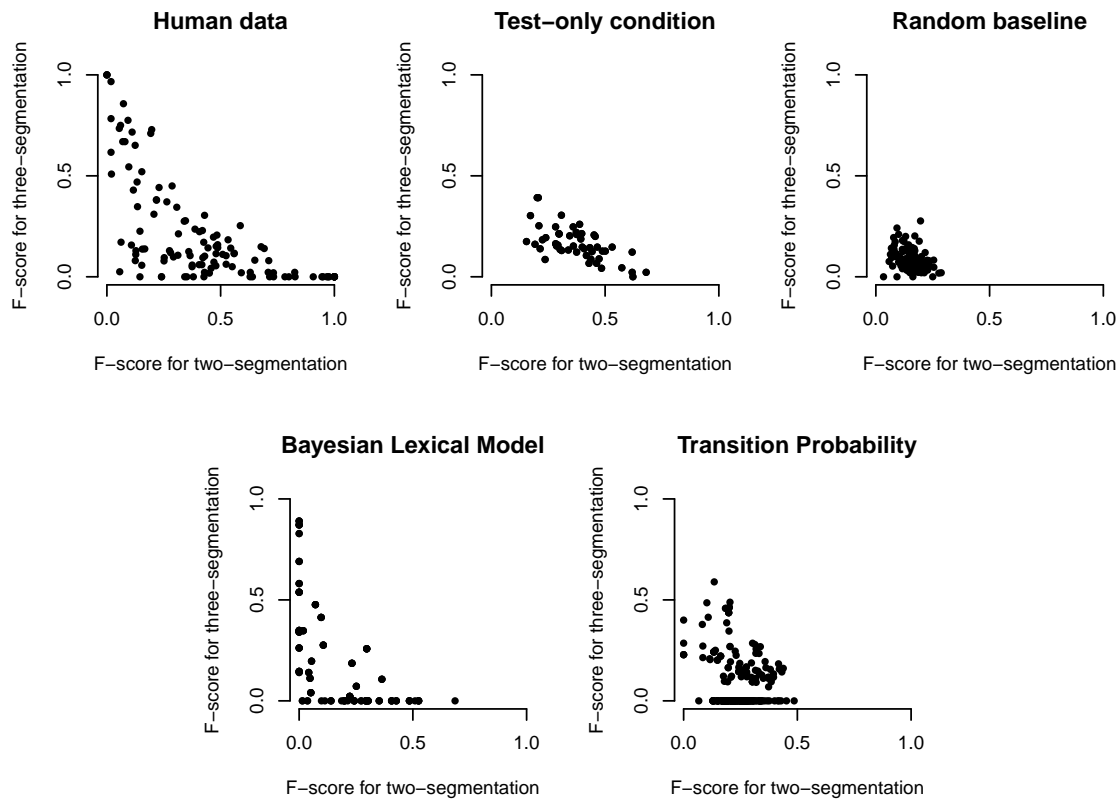 Human data
F−score for three−segmentation
1.0
0.5
0.0
0.0 0.5 1.0
F−score for two−segmentation
Test−only condition
F−score for three−segmentation
1.0
0.5
0.0
0.0 0.5 1.0
F−score for two−segmentation
Random baseline
F−score for three−segmentation
1.0
0.5
0.0
0.0 0.5 1.0
F−score for two−segmentation
Bayesian Lexical Model
F−score for three−segmentation
1.0
0.5
0.0
0.0 0.5 1.0
F−score for two−segmentation
Transition Probability
F−score for three−segmentation
1.0
0.5
0.0
0.0 0.5 1.0
F−score for two−segmentation